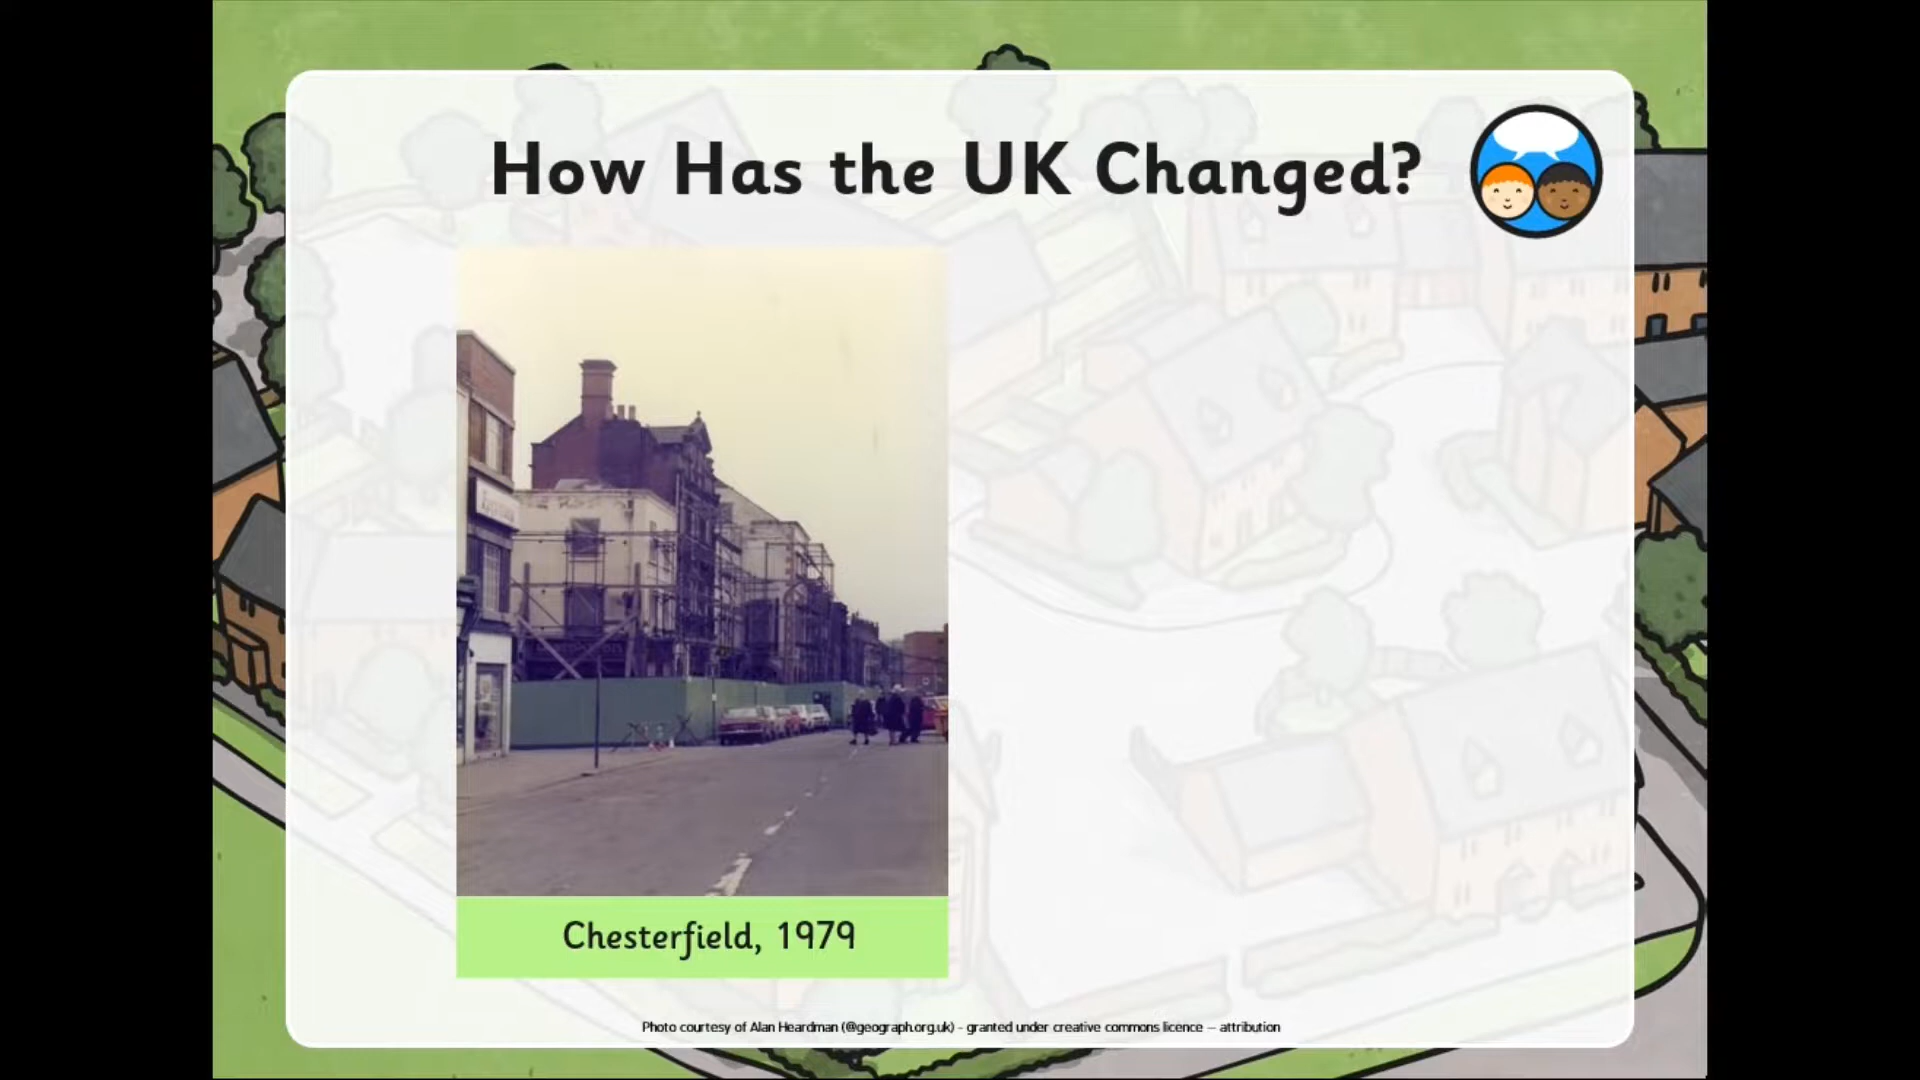 How Has the UK Changed?
Chesterfield, 1979
Photo courtesy of Alan Heardman (@geograph.org.uk) - granted under creative commons licence – attribution